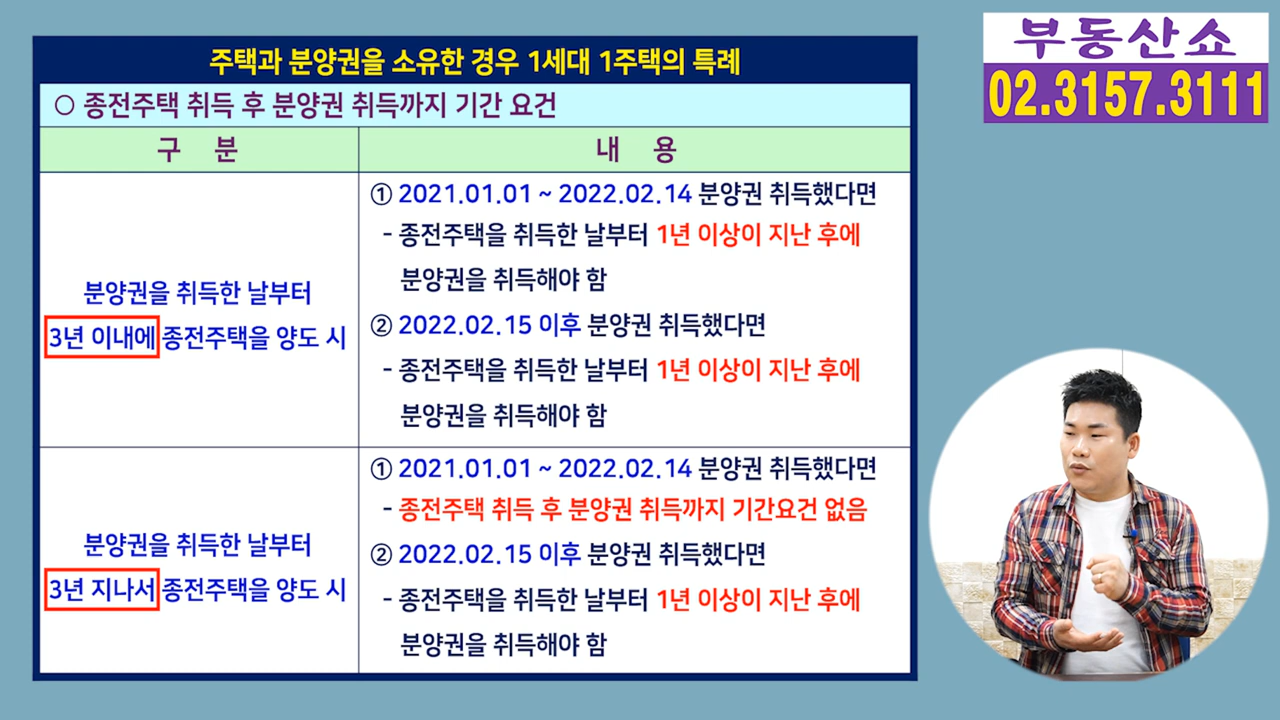 주택과 분양권을 소유한 경우 1세대 1주택의 특례
부동산쇼
02.3157.3111
○ 종전주택 취득 후 분양권 취득까지 기간 요건
구 분
내 용
분양권을 취득한 날부터
3년 이내에 종전주택을 양도 시
① 2021.01.01 ~ 2022.02.14 분양권 취득했다면
- 종전주택을 취득한 날부터 1년 이상이 지난 후에
분양권을 취득해야 함
② 2022.02.15 이후 분양권 취득했다면
- 종전주택을 취득한 날부터 1년 이상이 지난 후에
분양권을 취득해야 함
분양권을 취득한 날부터
3년 지나서 종전주택을 양도 시
① 2021.01.01 ~ 2022.02.14 분양권 취득했다면
- 종전주택 취득 후 분양권 취득까지 기간요건 없음
② 2022.02.15 이후 분양권 취득했다면
- 종전주택을 취득한 날부터 1년 이상이 지난 후에
분양권을 취득해야 함